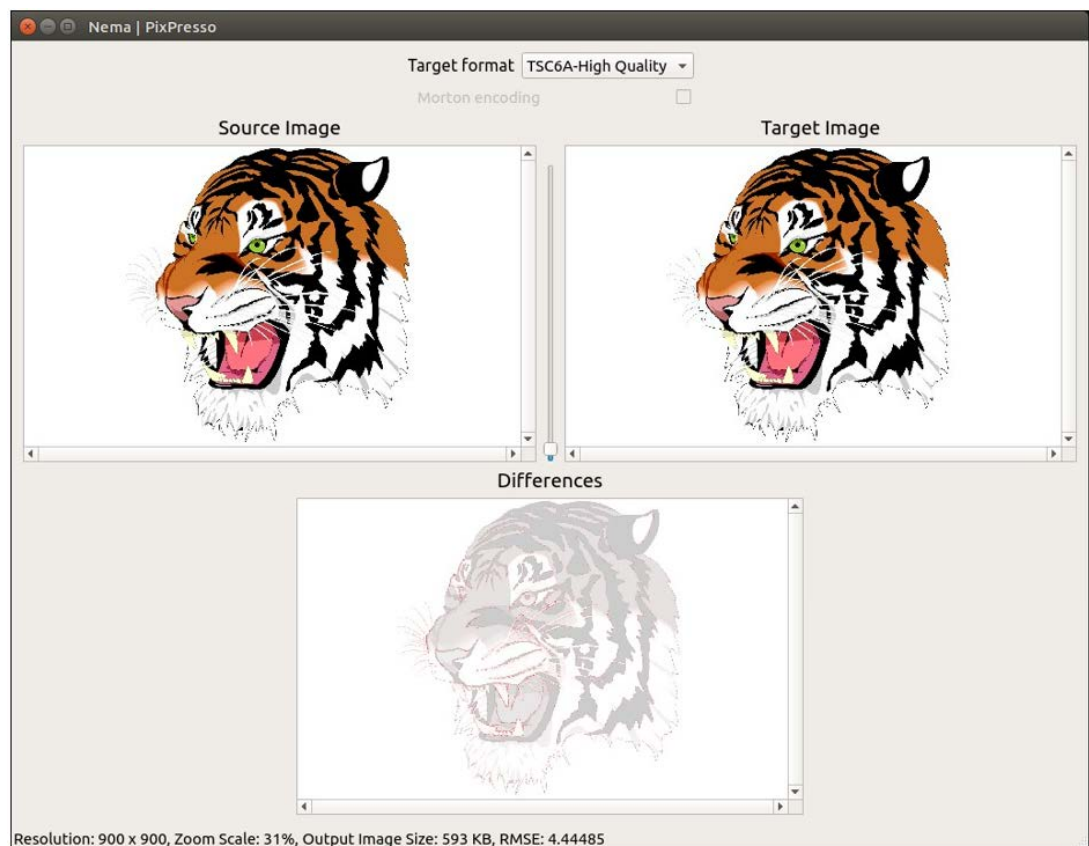 Nema | PixPresso
Target format TSC6A-High Quality
Morton encoding
Source Image Target Image
Differences
Resolution: 900 x 900, Zoom Scale: 31%, Output Image Size: 593 KB, RMSE: 4.44485